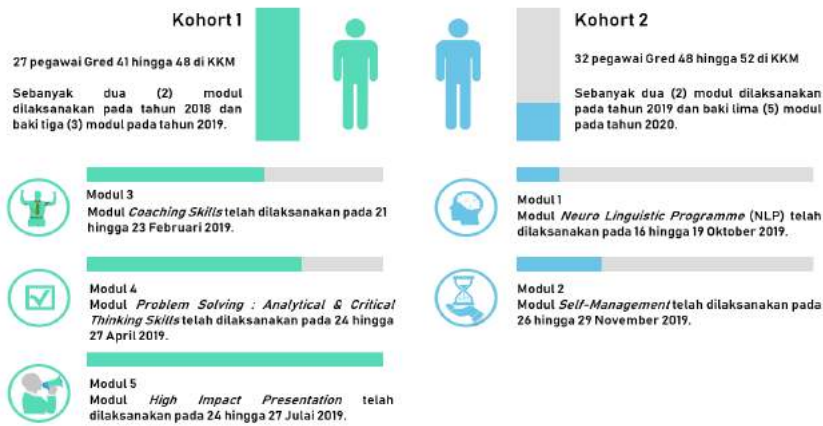 Kohort 1
27 pegawai Gred 41 hingga 48 di KKM
Sebanyak dua (2) modul
dilaksanakan pada tahun 2018 dan
baki tiga (3) modul pada tahun 2019.
Modul 3
Modul Coaching Skills telah dilaksanakan pada 21
hingga 23 Februari 2019.
Modul 4
Modul Problem Solving : Analytical & Critical
Thinking Skills telah dilaksanakan pada 24 hingga
27 April 2019.
Modul 5
Modul High Impact Presentation telah
dilaksanakan pada 24 hingga 27 Julai 2019.
Kohort 2
32 pegawai Gred 48 hingga 52 di KKM
Sebanyak dua (2) modul dilaksanakan
pada tahun 2019 dan baki lima (5) modul
pada tahun 2020.
Modul 1
Modul Neuro Linguistic Programme (NLP) telah
dilaksanakan pada 16 hingga 19 Oktober 2019.
Modul 2
Modul Self-Management telah dilaksanakan pada
26 hingga 29 November 2019.